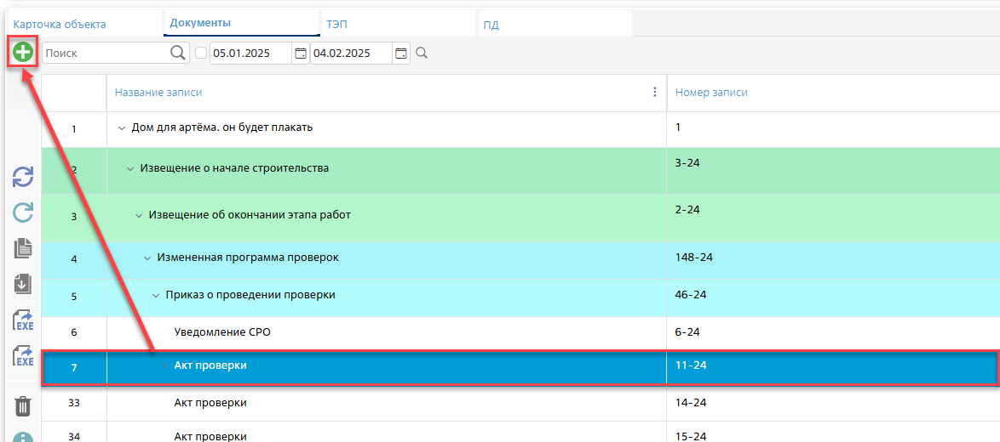 Карточка объекта Документы ТЭП ПД
Поиск 05.01.2025 04.02.2025
Название записи Номер записи
1 Дом для артёма. он будет плакать 1
2 Извещение о начале строительства 3-24
3 Извещение об окончании этапа работ 2-24
4 Измененная программа проверок 148-24
5 Приказ о проведении проверки 46-24
6 Уведомление СРО 6-24
7 Акт проверки 11-24
33 Акт проверки 14-24
34 Акт проверки 15-24
EXE
EXE